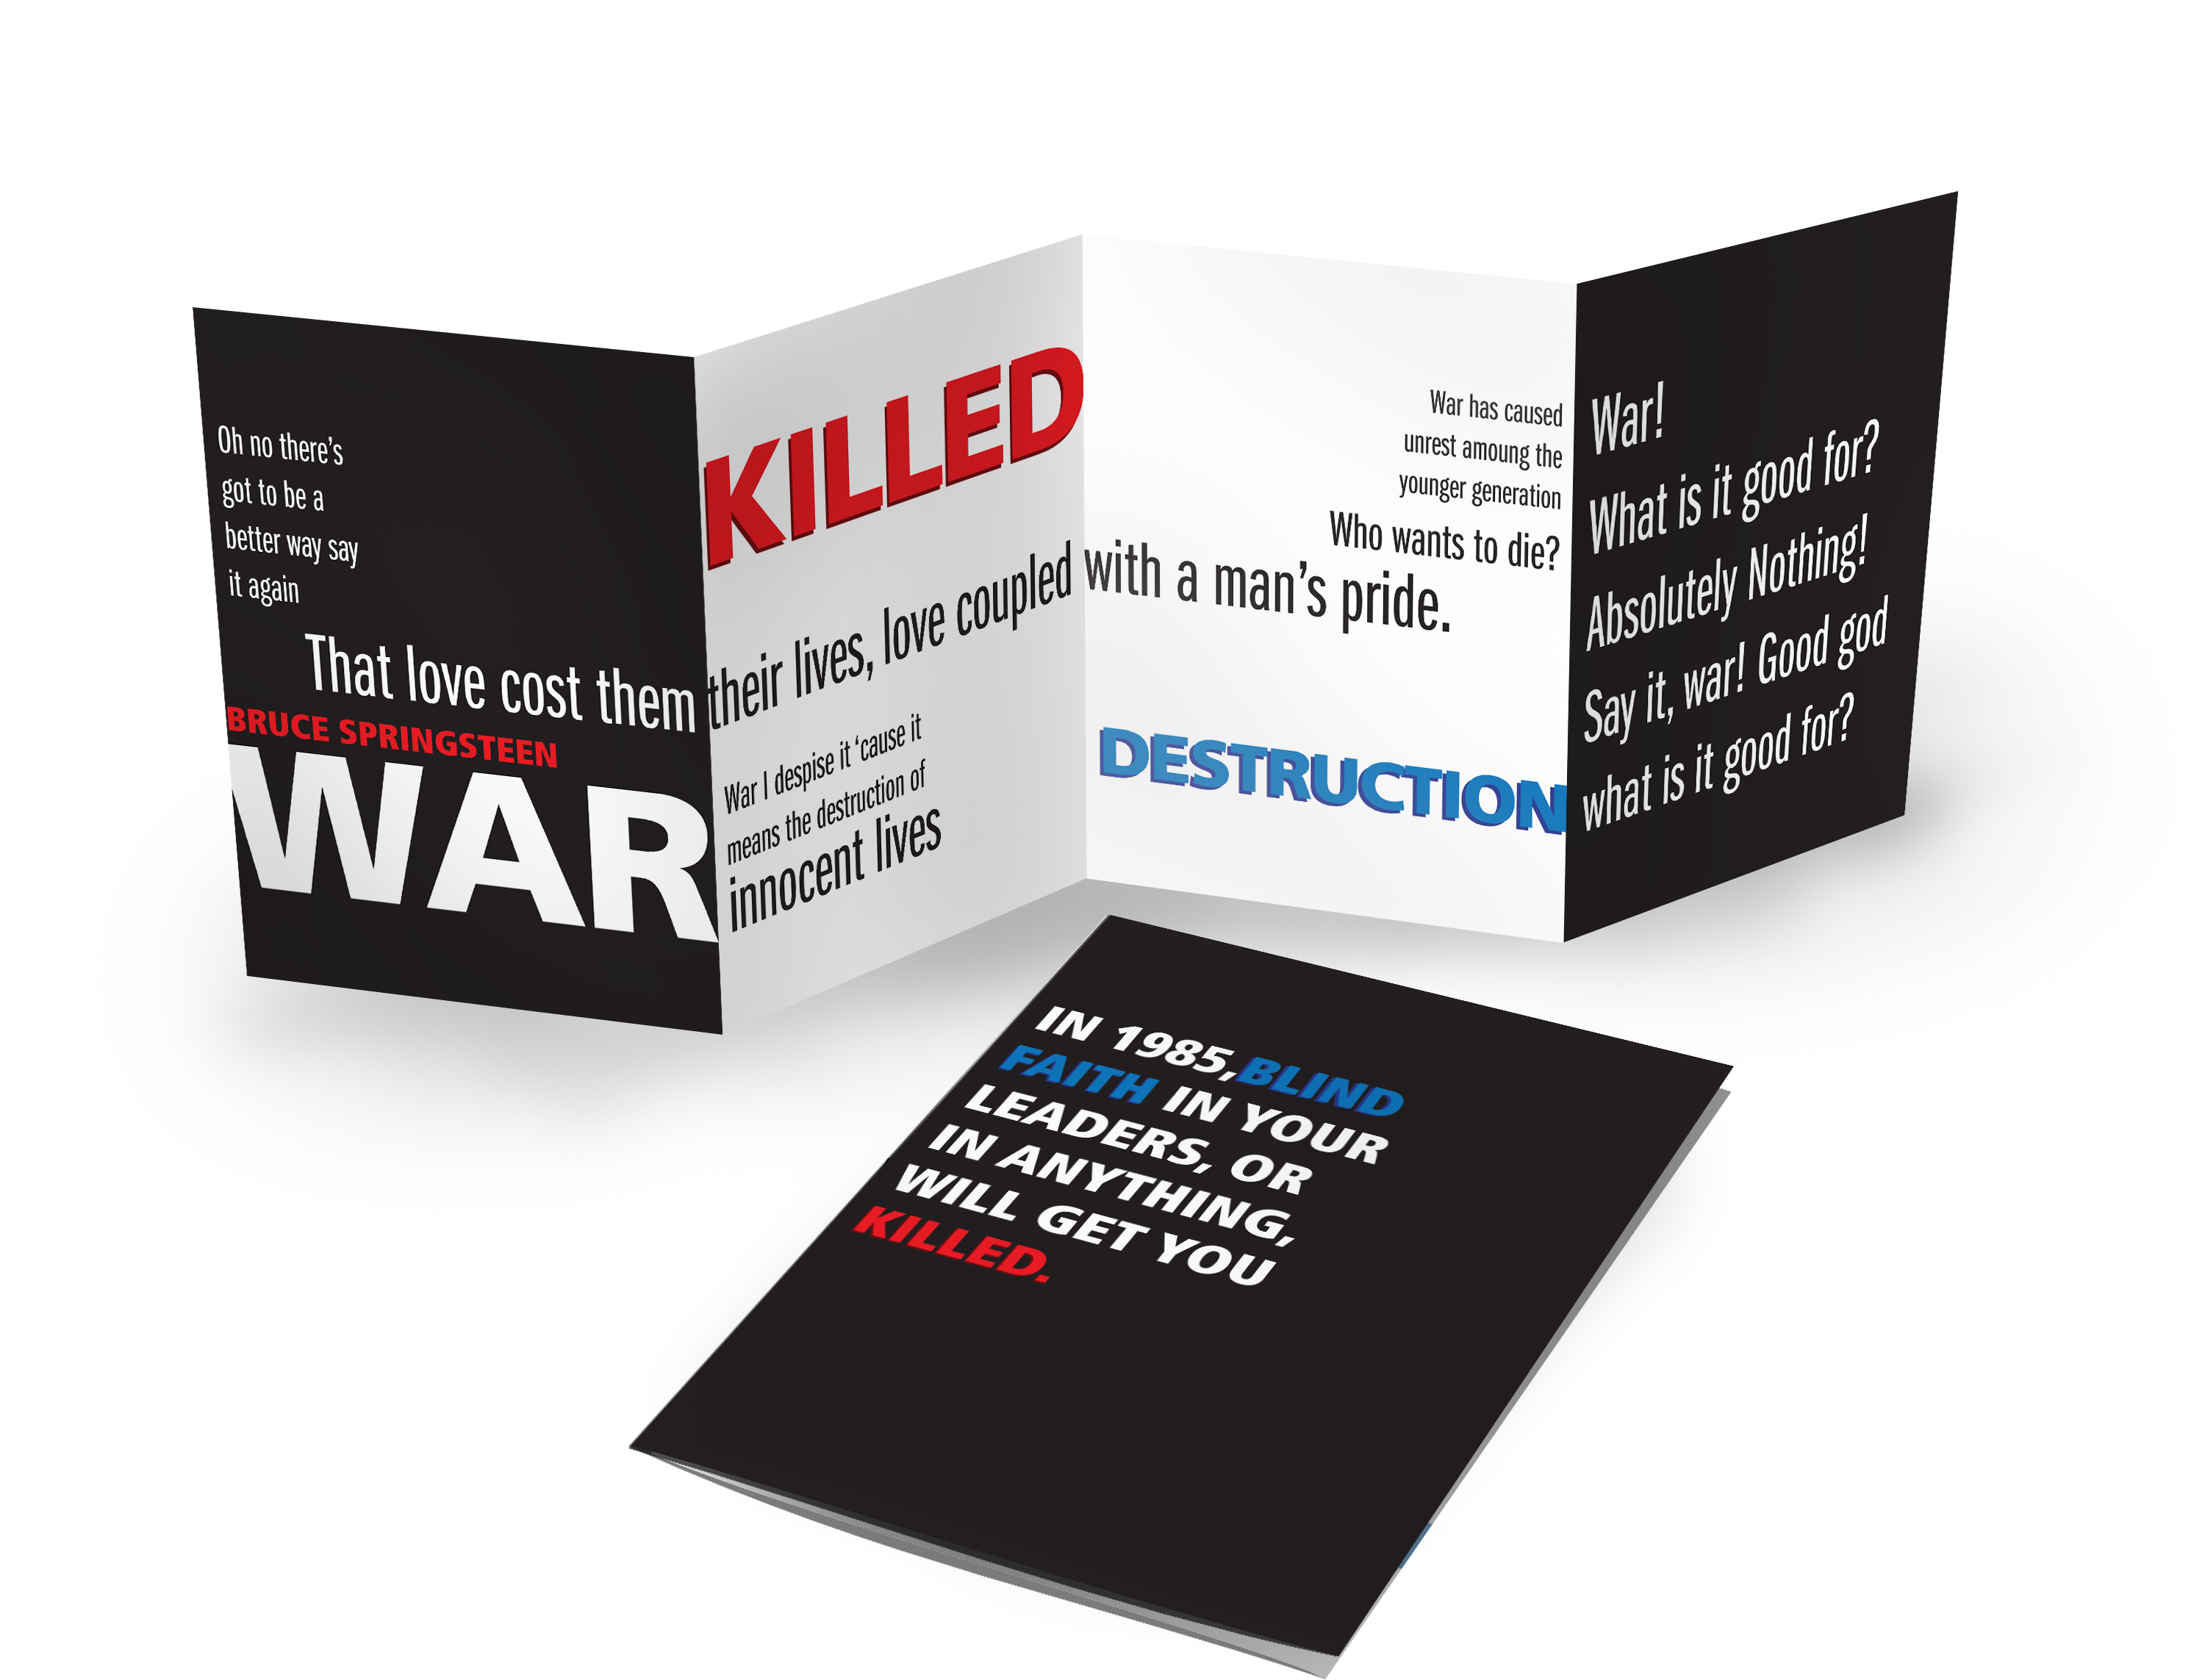 Oh no there's
got to be a
better way say
it again
That love cost them
BRUCE SPRINGSTEEN
WAR
KILLED
their lives, love coupled
War I despise it ‘cause it
means the destruction of
innocent lives
War has caused
unrest amoung the
younger generation
Who wants to die?
with a man’s pride.
DESTRUCTION
War!
What is it good for?
Absolutely Nothing!
Say it, war! Good god
what is it good for?
IN 1985,BLIND
FAITH IN YOUR
LEADERS, OR
IN ANYTHING,
WILL GET YOU
KILLED.